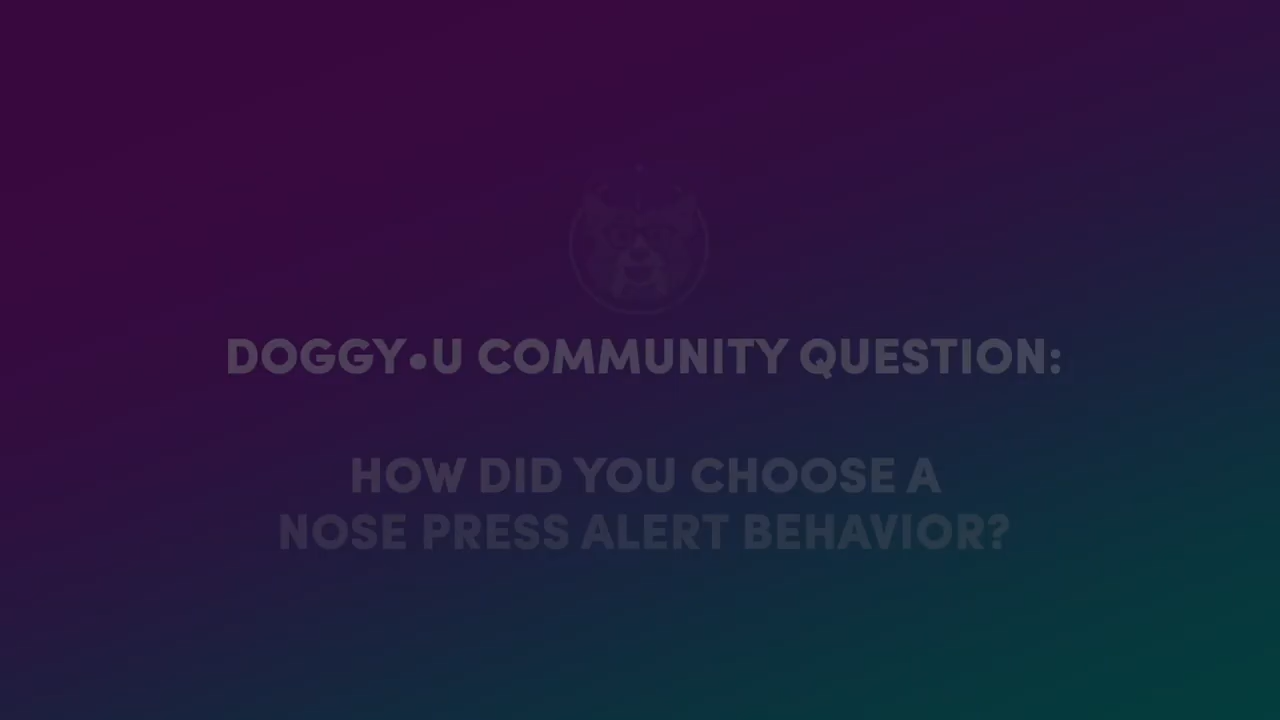 DOGGY•U COMMUNITY QUESTION:
HOW DID YOU CHOOSE A
NOSE PRESS ALERT BEHAVIOR?